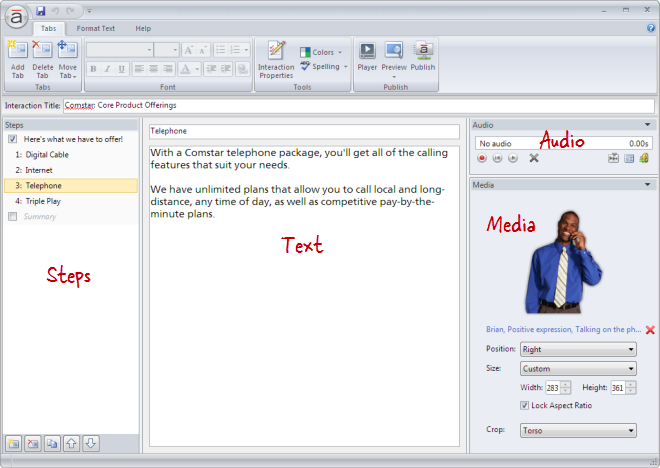 Tabs
Format Text
Help
Add Tab
Delete Tab
Move Tab
Tabs
B I U
Font
Interaction Properties
Colors
Spelling
Tools
Player
Preview
Publish
Publish
Interaction Title: Comstar: Core Product Offerings
Steps
Here's what we have to offer!
1: Digital Cable
2: Internet
3: Telephone
4: Triple Play
Summary
Steps
Telephone
With a Comstar telephone package, you'll get all of the calling
features that suit your needs.
We have unlimited plans that allow you to call local and long-
distance, any time of day, as well as competitive pay-by-the-
minute plans.
Text
Audio
No audio
0.00s
Audio
Media
Media
Brian, Positive expression, Talking on the ph...
Position: Right
Size: Custom
Width: 283 Height: 361
Lock Aspect Ratio
Crop: Torso